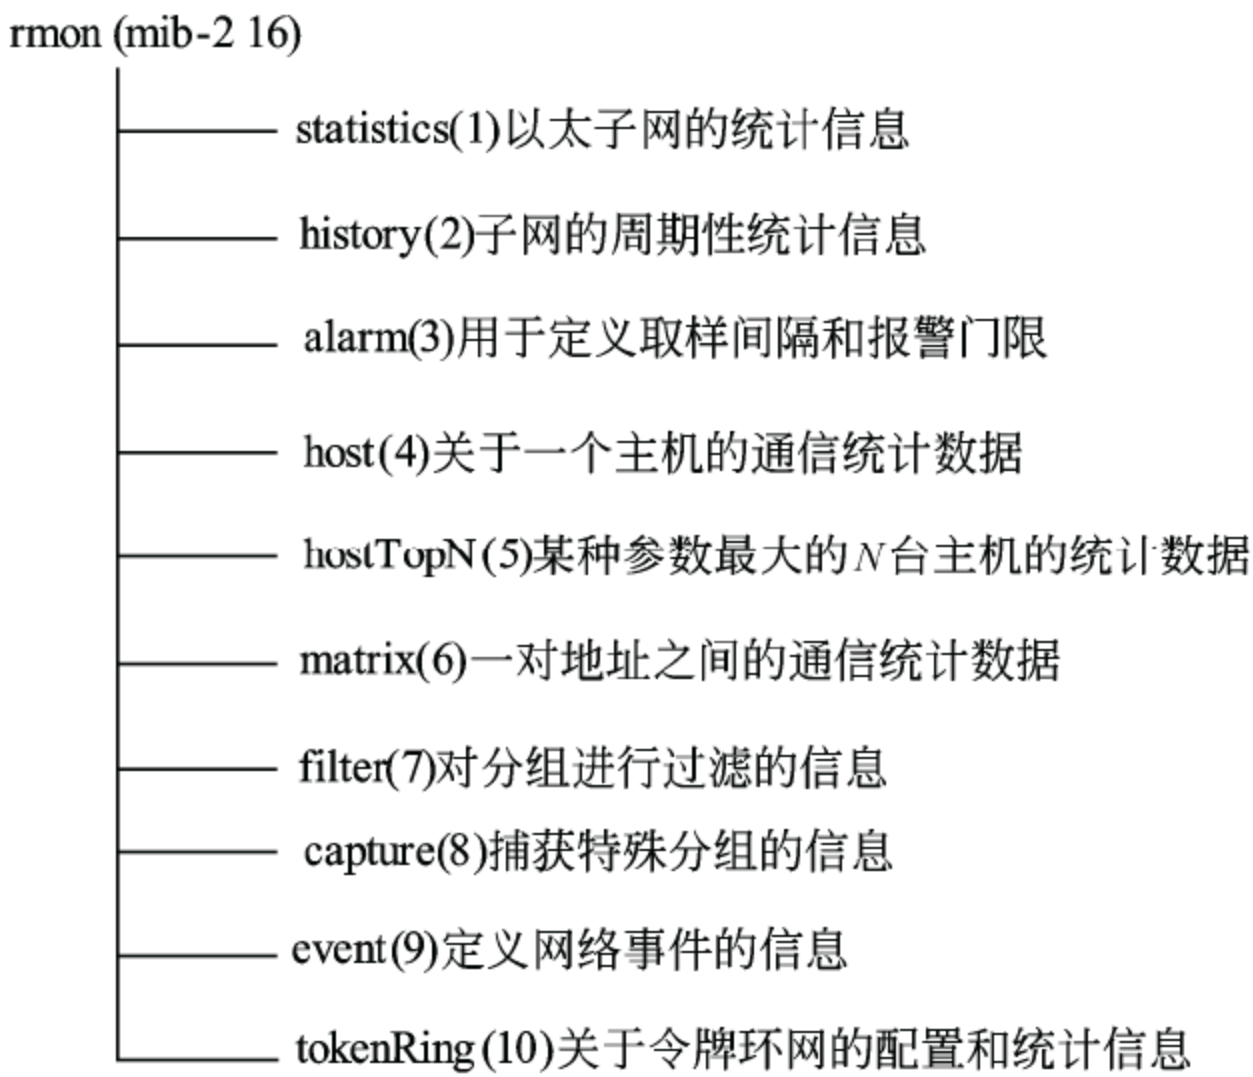 rmon (mib-2 16)
statistics(1)以太子网的统计信息
history(2)子网的周期性统计信息
alarm(3)用于定义取样间隔和报警门限
host(4)关于一个主机的通信统计数据
hostTopN(5)某种参数最大的N台主机的统计数据
matrix(6)一对地址之间的通信统计数据
filter(7)对分组进行过滤的信息
capture(8)捕获特殊分组的信息
event(9)定义网络事件的信息
tokenRing(10)关于令牌环网的配置和统计信息